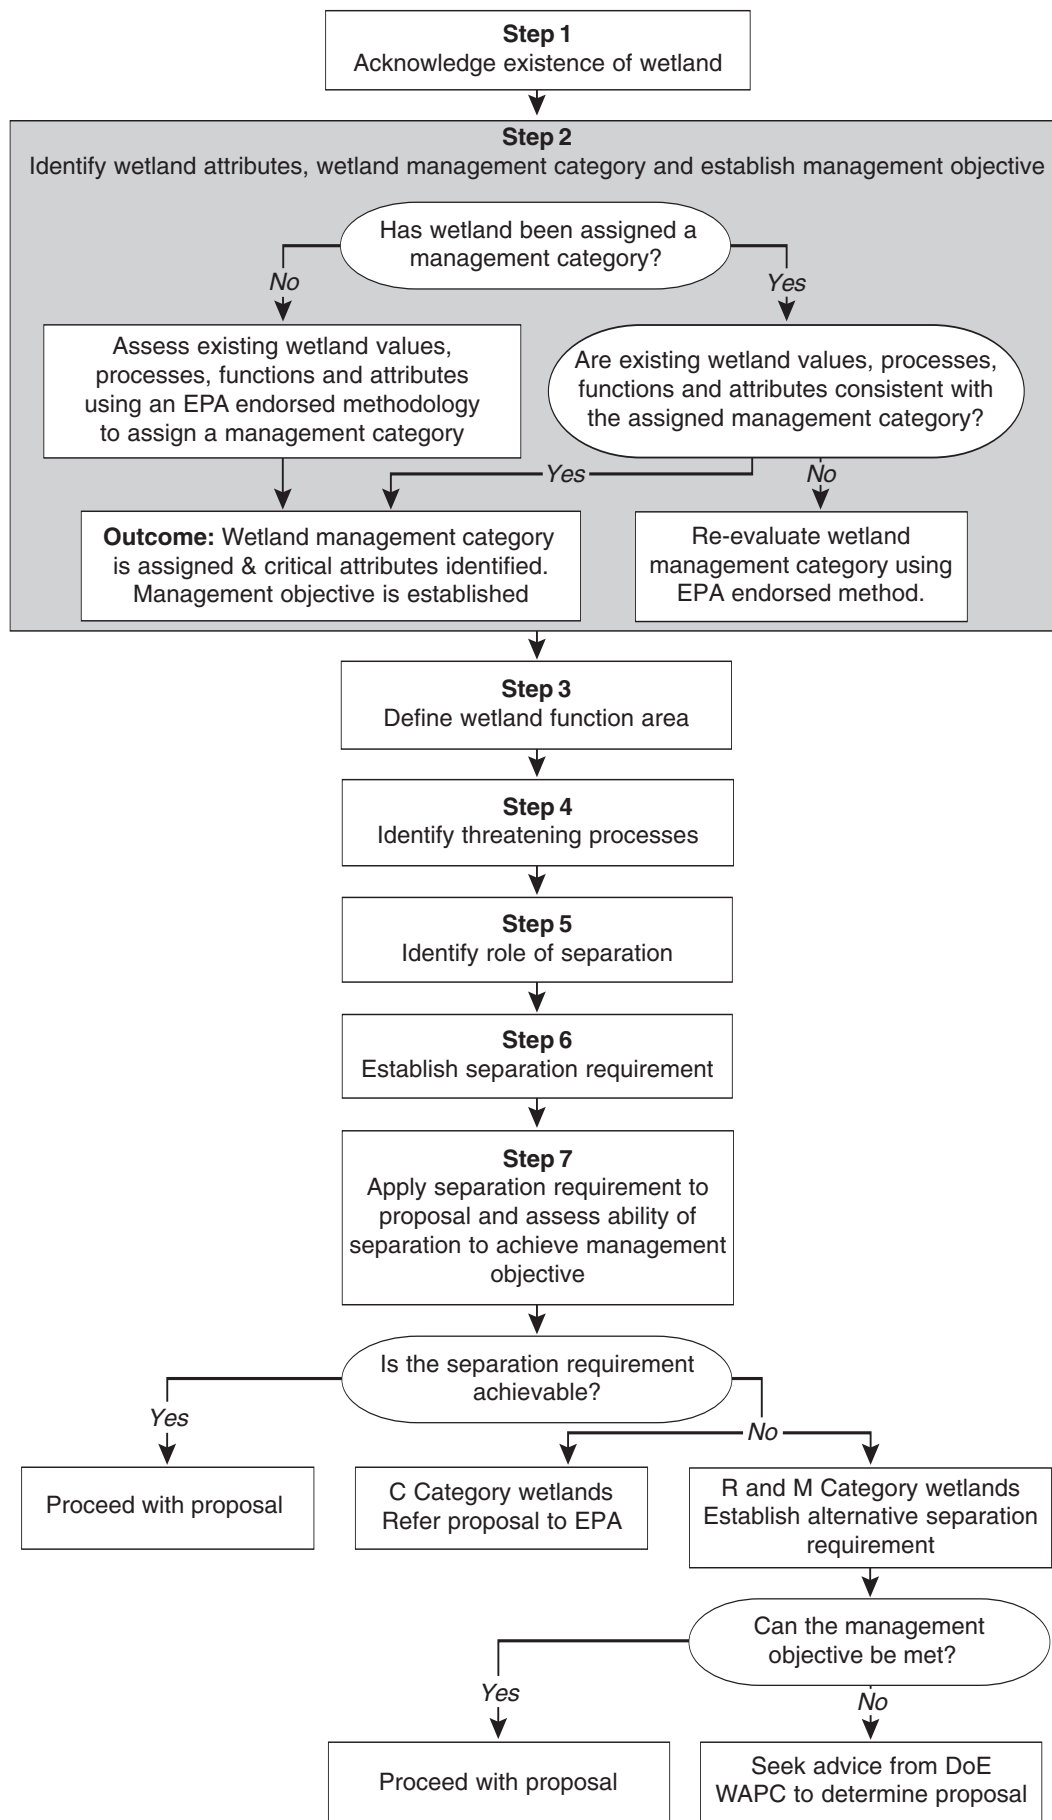 Step 1
Acknowledge existence of wetland
Step 2
Identify wetland attributes, wetland management category and establish management objective
Has wetland been assigned a
management category?
No
Yes
Assess existing wetland values,
processes, functions and attributes
using an EPA endorsed methodology
to assign a management category
Are existing wetland values, processes,
functions and attributes consistent with
the assigned management category?
Yes
No
Outcome: Wetland management category
is assigned & critical attributes identified.
Management objective is established
Re-evaluate wetland
management category using
EPA endorsed method.
Step 3
Define wetland function area
Step 4
Identify threatening processes
Step 5
Identify role of separation
Step 6
Establish separation requirement
Step 7
Apply separation requirement to
proposal and assess ability of
separation to achieve management
objective
Is the separation requirement
achievable?
Yes
No
Proceed with proposal
C Category wetlands
Refer proposal to EPA
R and M Category wetlands
Establish alternative separation
requirement
Can the management
objective be met?
Yes
No
Proceed with proposal
Seek advice from DoE
WAPC to determine proposal